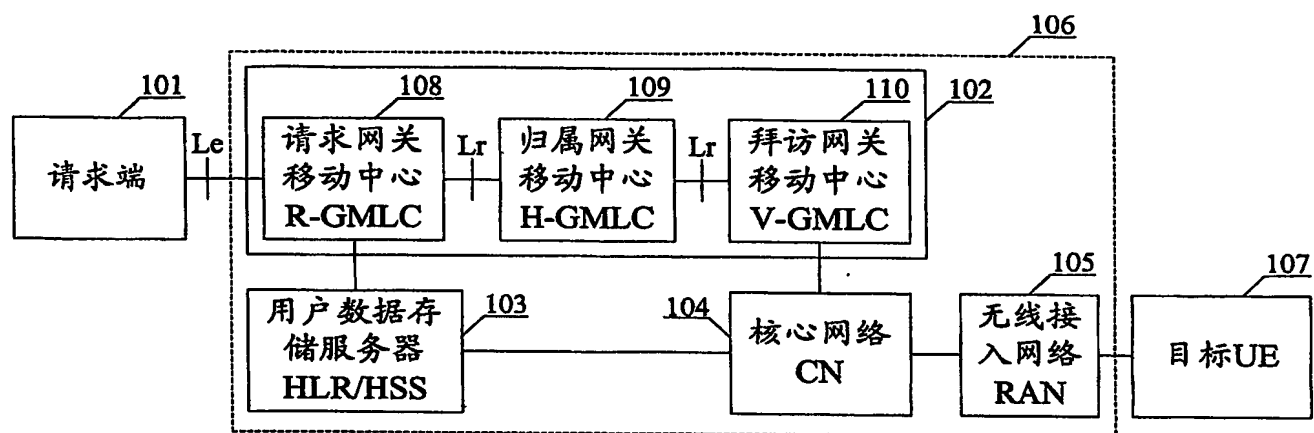 106
101
108
109
110
102
请求端
Le
请求网关
移动中心
R-GMLC
Lr
归属网关
移动中心
H-GMLC
Lr
拜访网关
移动中心
V-GMLC
103
用户数据存
储服务器
HLR/HSS
104
核心网络
CN
105
无线接
入网络
RAN
107
目标UE